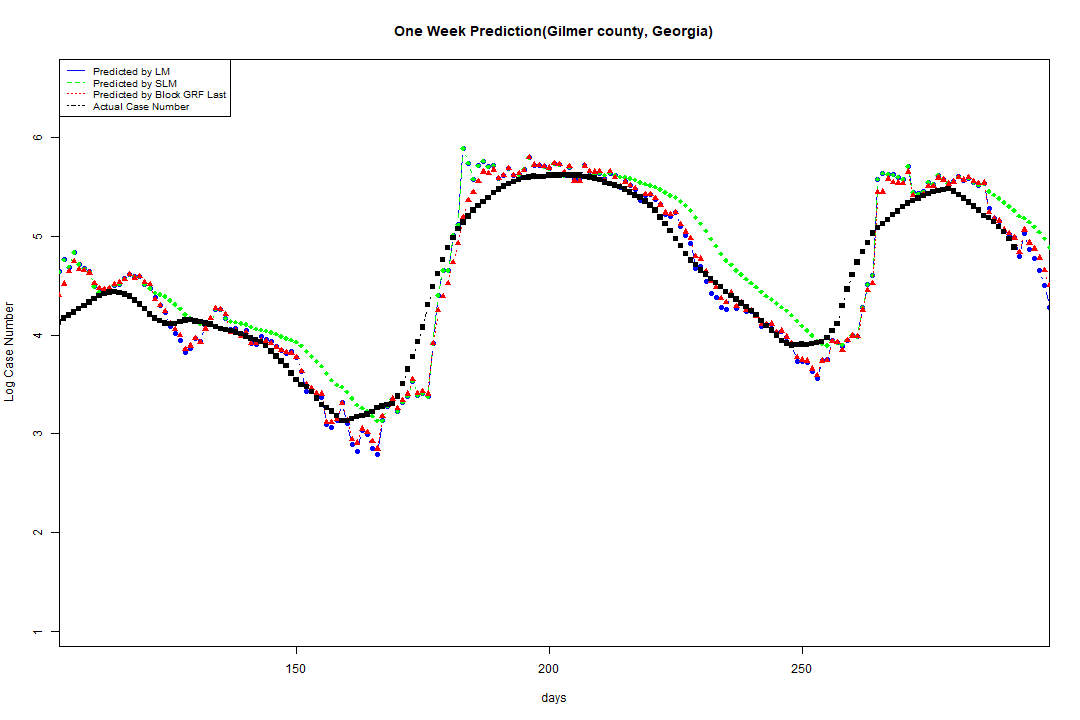 One Week Prediction(Gilmer county, Georgia)
Predicted by LM
Predicted by SLM
Predicted by Block GRF Last
Actual Case Number
Log Case Number
6
5
4
3
2
1
150 200 250
days